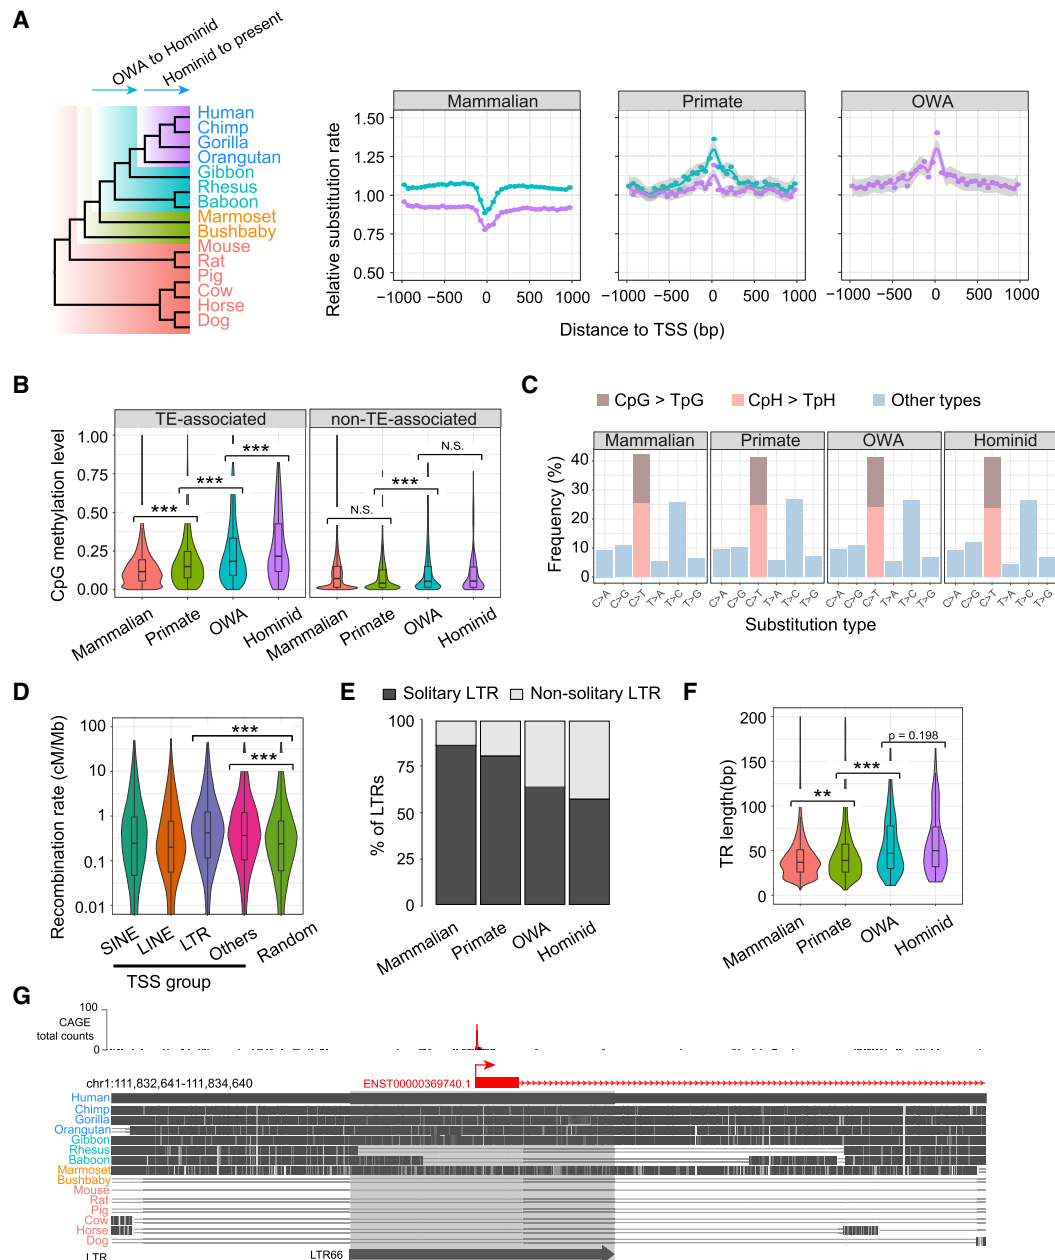 A
OWA to Hominid
Hominid to present
Human
Chimp
Gorilla
Orangutan
Gibbon
Rhesus
Baboon
Marmoset
Bushbaby
Mouse
Rat
Pig
Cow
Horse
Dog
Mammalian
Primate
OWA
Relative substitution rate
1.50
1.25
1.00
0.75
0.50
−1000 −500 0 500 1000
−1000 −500 0 500 1000
−1000 −500 0 500 1000
Distance to TSS (bp)
B
TE-associated
non-TE-associated
CpG methylation level
1.00
0.75
0.50
0.25
0.00
*** *** ***
N.S. *** N.S.
Mammalian Primate OWA Hominid
Mammalian Primate OWA Hominid
C
CpG > TpG
CpH > TpH
Other types
Mammalian
Primate
OWA
Hominid
Frequency (%)
40
30
20
10
0
C>A C>G C>T T>A T>C T>G
C>A C>G C>T T>A T>C T>G
C>A C>G C>T T>A T>C T>G
C>A C>G C>T T>A T>C T>G
Substitution type
D
Recombination rate (cM/Mb)
100
10
1
0.1
0.01
***
***
SINE LINE LTR Others Random
TSS group
E
Solitary LTR
Non-solitary LTR
% of LTRs
100
75
50
25
0
Mammalian Primate OWA Hominid
F
TR length(bp)
200
150
100
50
0
** *** p = 0.198
Mammalian Primate OWA Hominid
G
100
CAGE
total counts
0
chr1:111,832,641-111,834,640
ENST00000369740.1
Human
Chimp
Gorilla
Orangutan
Gibbon
Rhesus
Baboon
Marmoset
Bushbaby
Mouse
Rat
Pig
Cow
Horse
Dog
LTR
LTR66